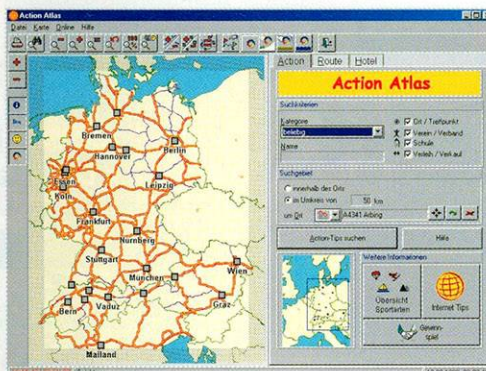 Action Atlas
Datei Karte Online Hilfe
Action Route Hotel
Action Atlas
Suchkriterien
Kategorie
beliebig
Name
Ort / Treffpunkt
Verein / Verband
Schule
Verleih / Verkauf
Suchgebiet
innerhalb des Orts
im Umkreis von 50 km
um Ort A4341 Arbing
Action-Tips suchen Hilfe
Weitere Informationen
Übersicht
Sportarten
Internet Tips
Gewinn-
spiel
Bremen
Hannover
Berlin
Leipzig
Essen
Köln
Frankfurt
Nürnberg
Stuttgart
München
Wien
Vaduz
Graz
Bern
Mailand